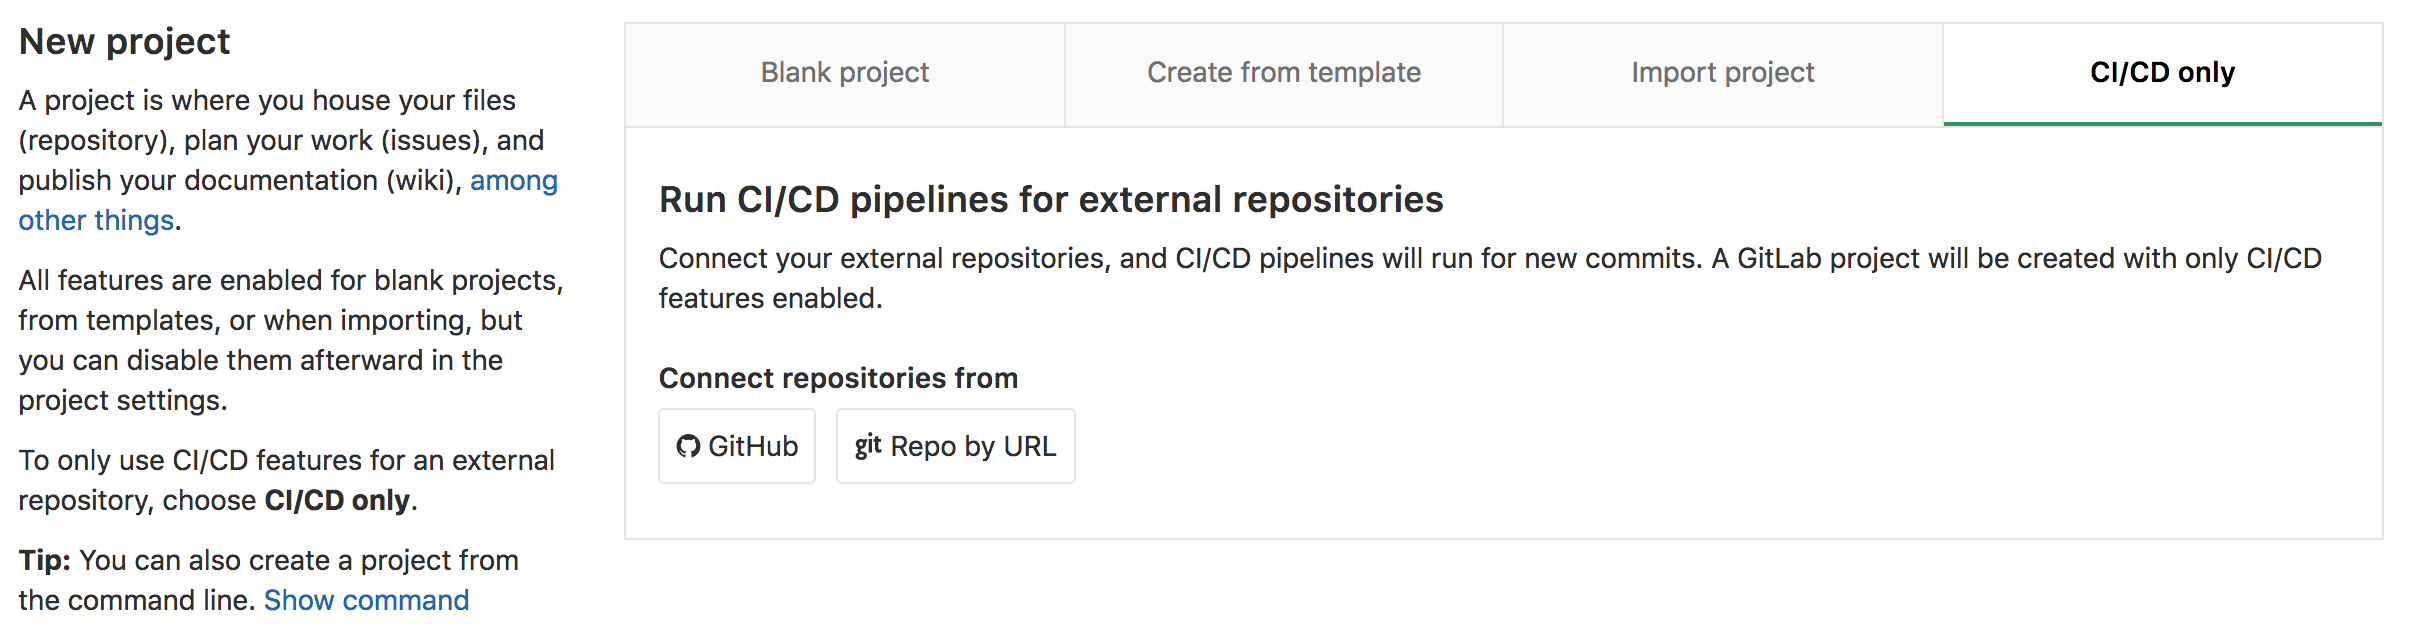 New project
A project is where you house your files
(repository), plan your work (issues), and
publish your documentation (wiki), among
other things.
All features are enabled for blank projects,
from templates, or when importing, but
you can disable them afterward in the
project settings.
To only use CI/CD features for an external
repository, choose CI/CD only.
Tip: You can also create a project from
the command line. Show command
Blank project
Create from template
Import project
CI/CD only
Run CI/CD pipelines for external repositories
Connect your external repositories, and CI/CD pipelines will run for new commits. A GitLab project will be created with only CI/CD
features enabled.
Connect repositories from
GitHub
git Repo by URL